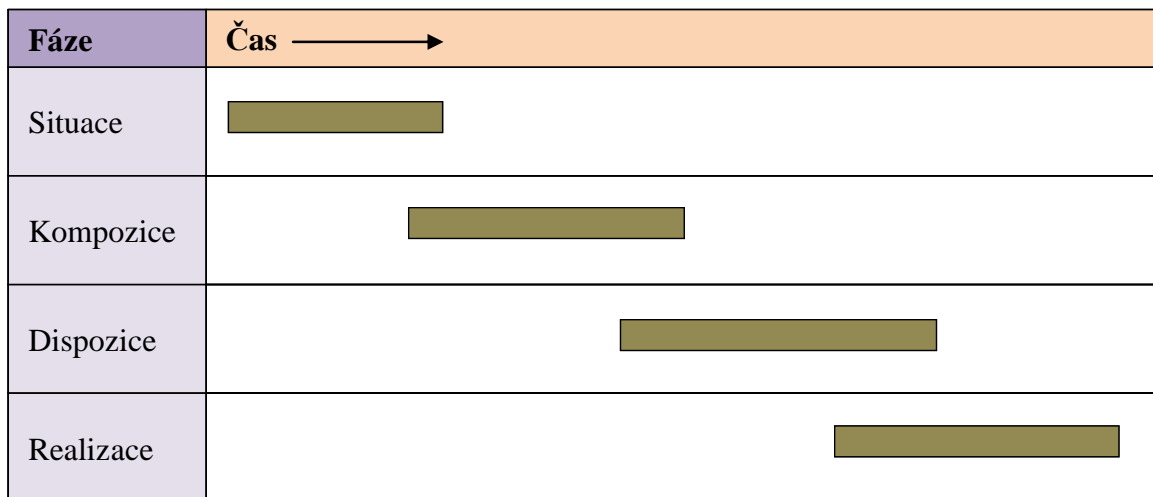 Fáze
Čas
Situace
Kompozice
Dispozice
Realizace